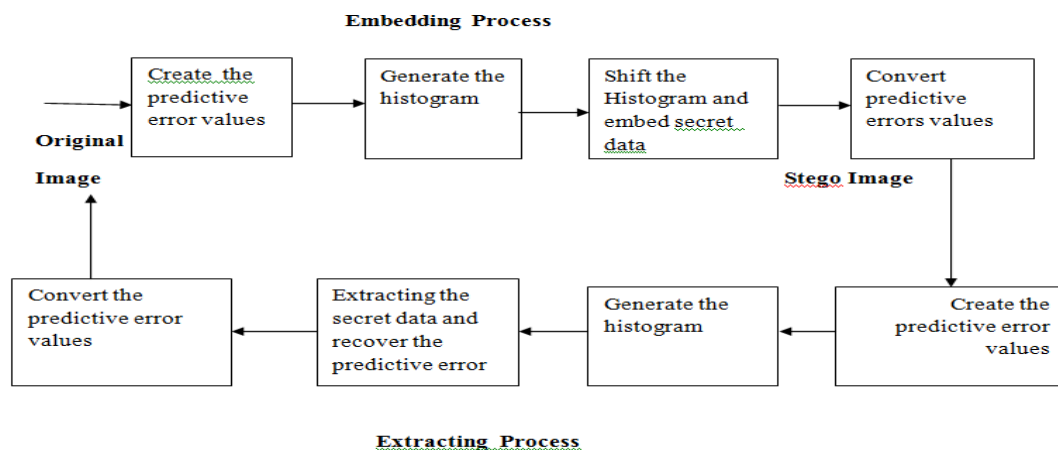 Embedding Process
Create the
predictive
error values
Generate the
histogram
Shift the
Histogram and
embed secret
data
Convert
predictive
errors values
Original
Image
Stego Image
Convert the
predictive error
values
Extracting the
secret data and
recover the
predictive error
Generate the
histogram
Create the
predictive error
values
Extracting Process